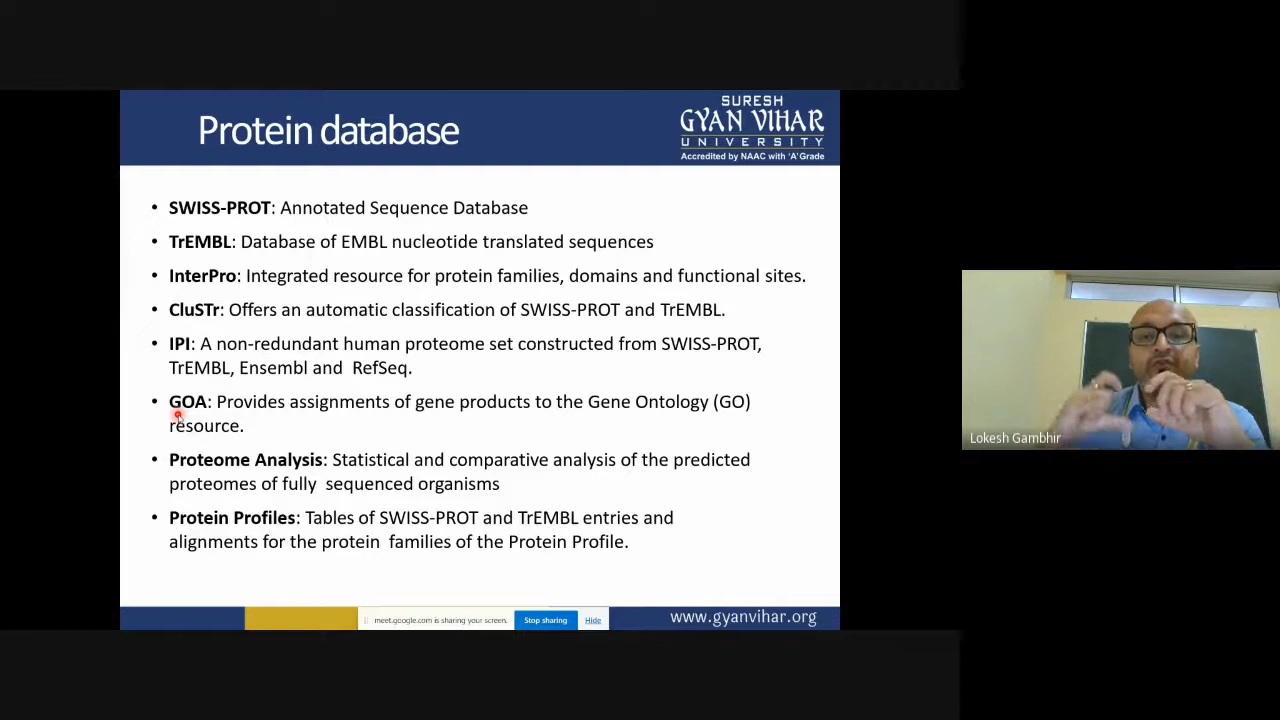 Protein database
SURESH
GYAN VIHAR
UNIVERSITY
Accredited by NAAC with 'A' Grade
• SWISS-PROT: Annotated Sequence Database
• TrEMBL: Database of EMBL nucleotide translated sequences
• InterPro: Integrated resource for protein families, domains and functional sites.
• CluSTr: Offers an automatic classification of SWISS-PROT and TrEMBL.
• IPI: A non-redundant human proteome set constructed from SWISS-PROT,
TrEMBL, Ensembl and RefSeq.
• GOA: Provides assignments of gene products to the Gene Ontology (GO)
resource.
• Proteome Analysis: Statistical and comparative analysis of the predicted
proteomes of fully sequenced organisms
• Protein Profiles: Tables of SWISS-PROT and TrEMBL entries and
alignments for the protein families of the Protein Profile.
meet.google.com is sharing your screen. Stop sharing Hide
www.gyanvihar.org
Lokesh Gambhir